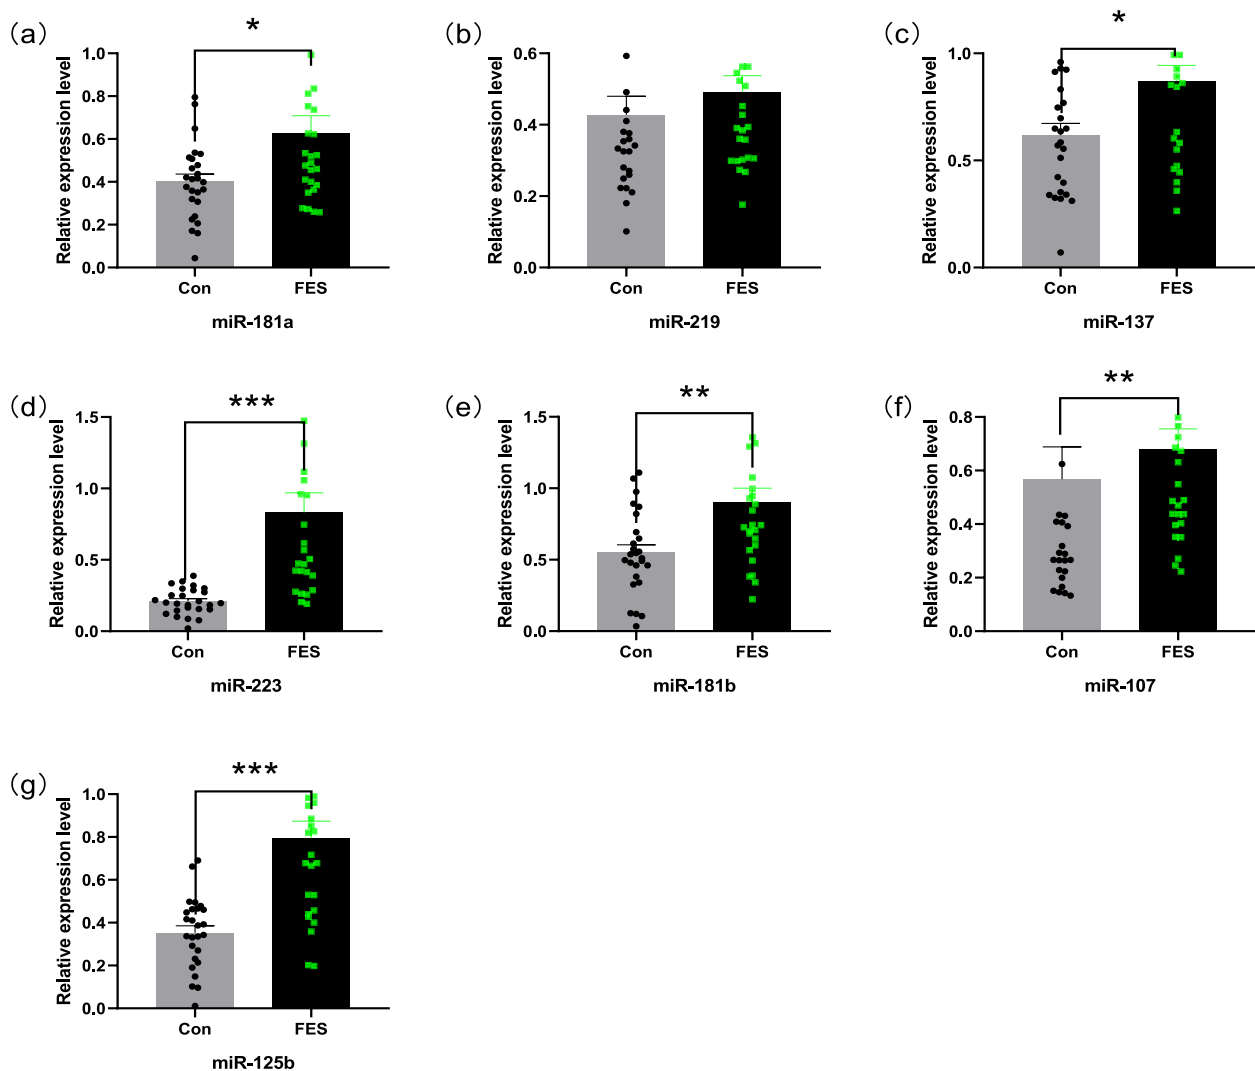 (a)
*
Relative expression level
1.0
0.8
0.6
0.4
0.2
0.0
Con FES
miR-181a
(b)
Relative expression level
0.6
0.4
0.2
0.0
Con FES
miR-219
(c)
*
Relative expression level
1.0
0.5
0.0
Con FES
miR-137
(d)
***
Relative expression level
1.5
1.0
0.5
0.0
Con FES
miR-223
(e)
**
Relative expression level
1.5
1.0
0.5
0.0
Con FES
miR-181b
(f)
**
Relative expression level
0.8
0.6
0.4
0.2
0.0
Con FES
miR-107
(g)
***
Relative expression level
1.0
0.8
0.6
0.4
0.2
0.0
Con FES
miR-125b